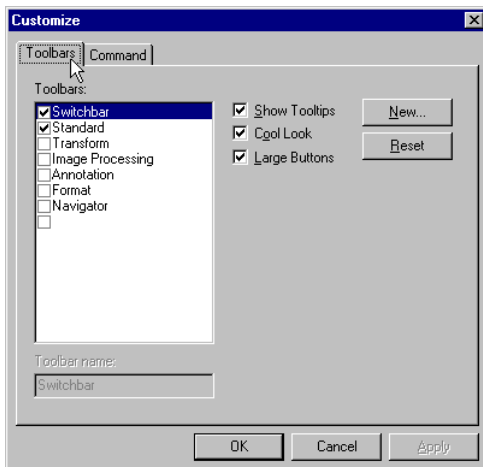 Customize
Toolbars Command
Toolbars:
Switchbar
Standard
Transform
Image Processing
Annotation
Format
Navigator
Show Tooltips
Cool Look
Large Buttons
New...
Reset
Toolbar name:
Switchbar
OK Cancel Apply